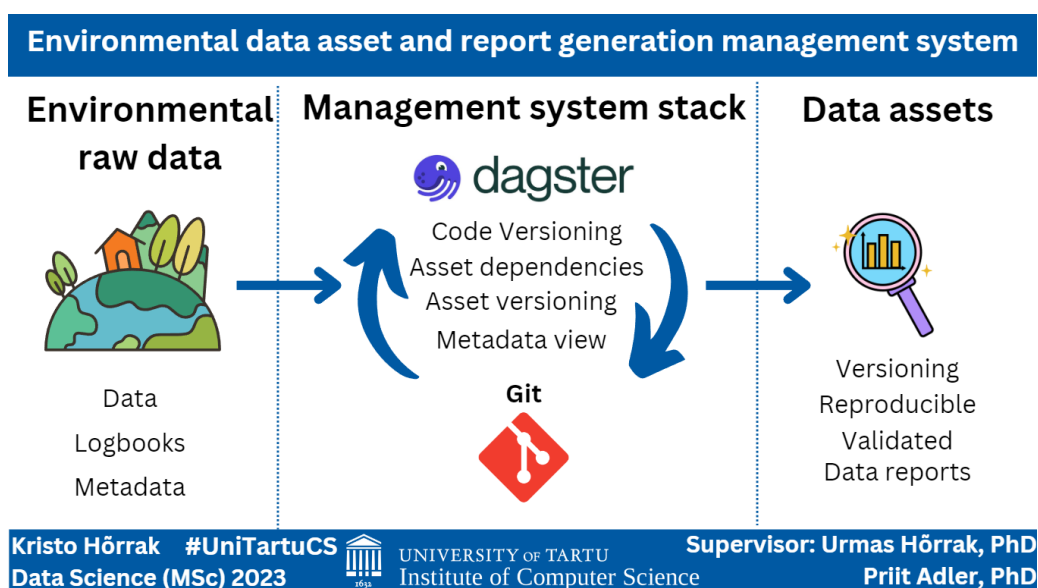 Environmental data asset and report generation management system
Environmental
raw data
Data
Logbooks
Metadata
Management system stack
dagster
Code Versioning
Asset dependencies
Asset versioning
Metadata view
Git
Data assets
Versioning
Reproducible
Validated
Data reports
Kristo Hõrrak #UniTartuCS
Data Science (MSc) 2023
1632
UNIVERSITY OF TARTU
Institute of Computer Science
Supervisor: Urmas Hõrrak, PhD
Priit Adler, PhD